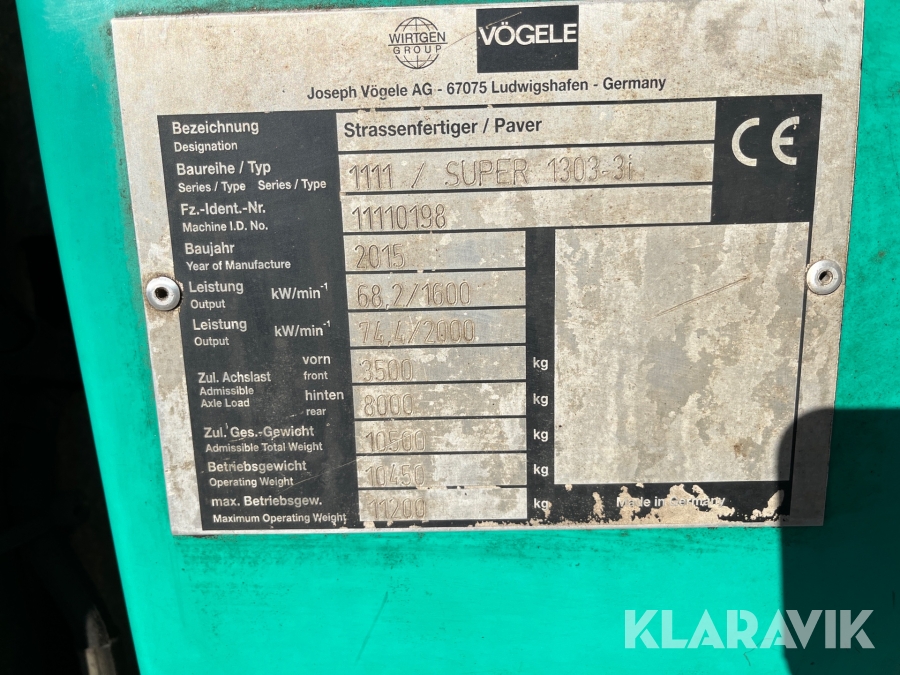 WIRTGEN
GROUP
VÖGELE
Joseph Vögele AG - 67075 Ludwigshafen - Germany
Bezeichnung
Designation
Strassenfertiger / Paver
CE
Baureihe / Typ
Series / Type Series / Type
1111 / SUPER 1303-3i
Fz.-Ident.-Nr.
Machine I.D. No.
11110198
Baujahr
Year of Manufacture
2015
Leistung kW/min⁻¹
Output
68,2/1600
Leistung kW/min⁻¹
Output
74,4/2000
Zul. Achslast
Admissible
Axle Load
vorn
front
3500 kg
hinten
rear
8000 kg
Zul. Ges.-Gewicht
Admissible Total Weight
10500 kg
Betriebsgewicht
Operating Weight
10450 kg
max. Betriebsgew.
Maximum Operating Weight
11200 kg
Made in Germany
KLARAVIK